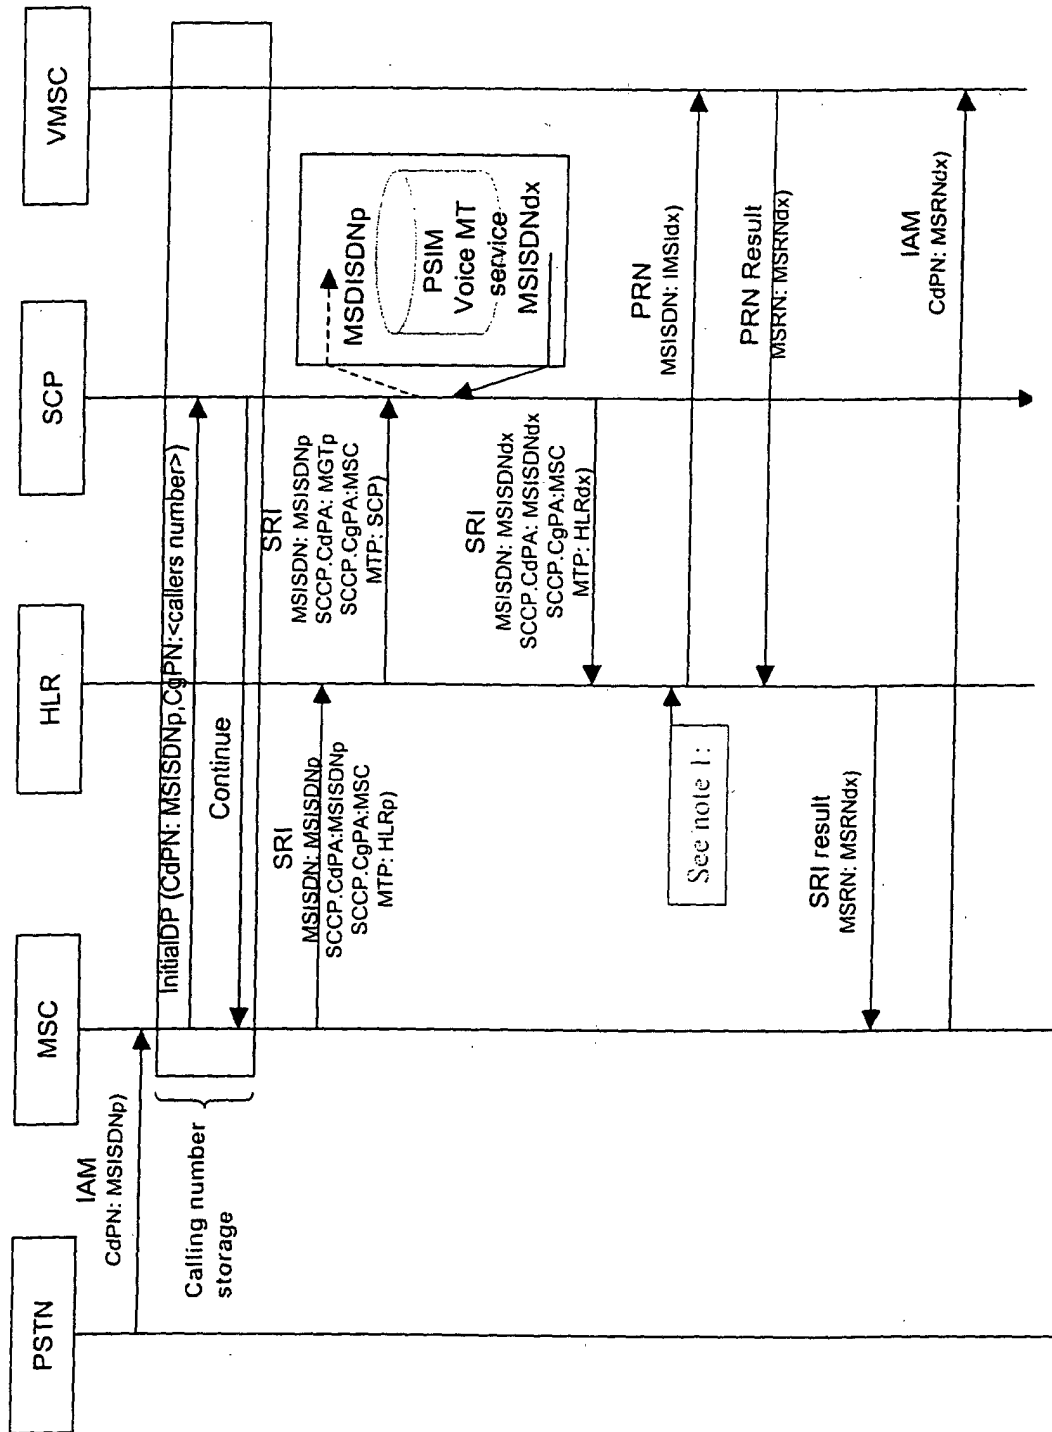 PSTN
MSC
HLR
SCP
VMSC
IAM
CdPN: MSISDNp)
Calling number
storage
InitialDP (CdPN: MSISDNp,CgPN:<callers number>)
Continue
SRI
MSISDN: MSISDNp
SCCP.CdPA:MSISDNp
SCCP.CgPA:MSC
MTP: HLRp)
SRI
MSISDN: MSISDNp
SCCP.CdPA: MGTp
SCCP.CgPA:MSC
MTP: SCP)
MSDISDNp
PSIM
Voice MT
service
MSISDNdx
SRI
MSISDN: MSISDNdx
SCCP.CdPA: MSISDNdx
SCCP.CgPA:MSC
MTP: HLRdx)
See note 1:
PRN
MSISDN: IMSIdx)
PRN Result
MSRN: MSRNdx)
SRI result
MSRN: MSRNdx)
IAM
CdPN: MSRNdx)